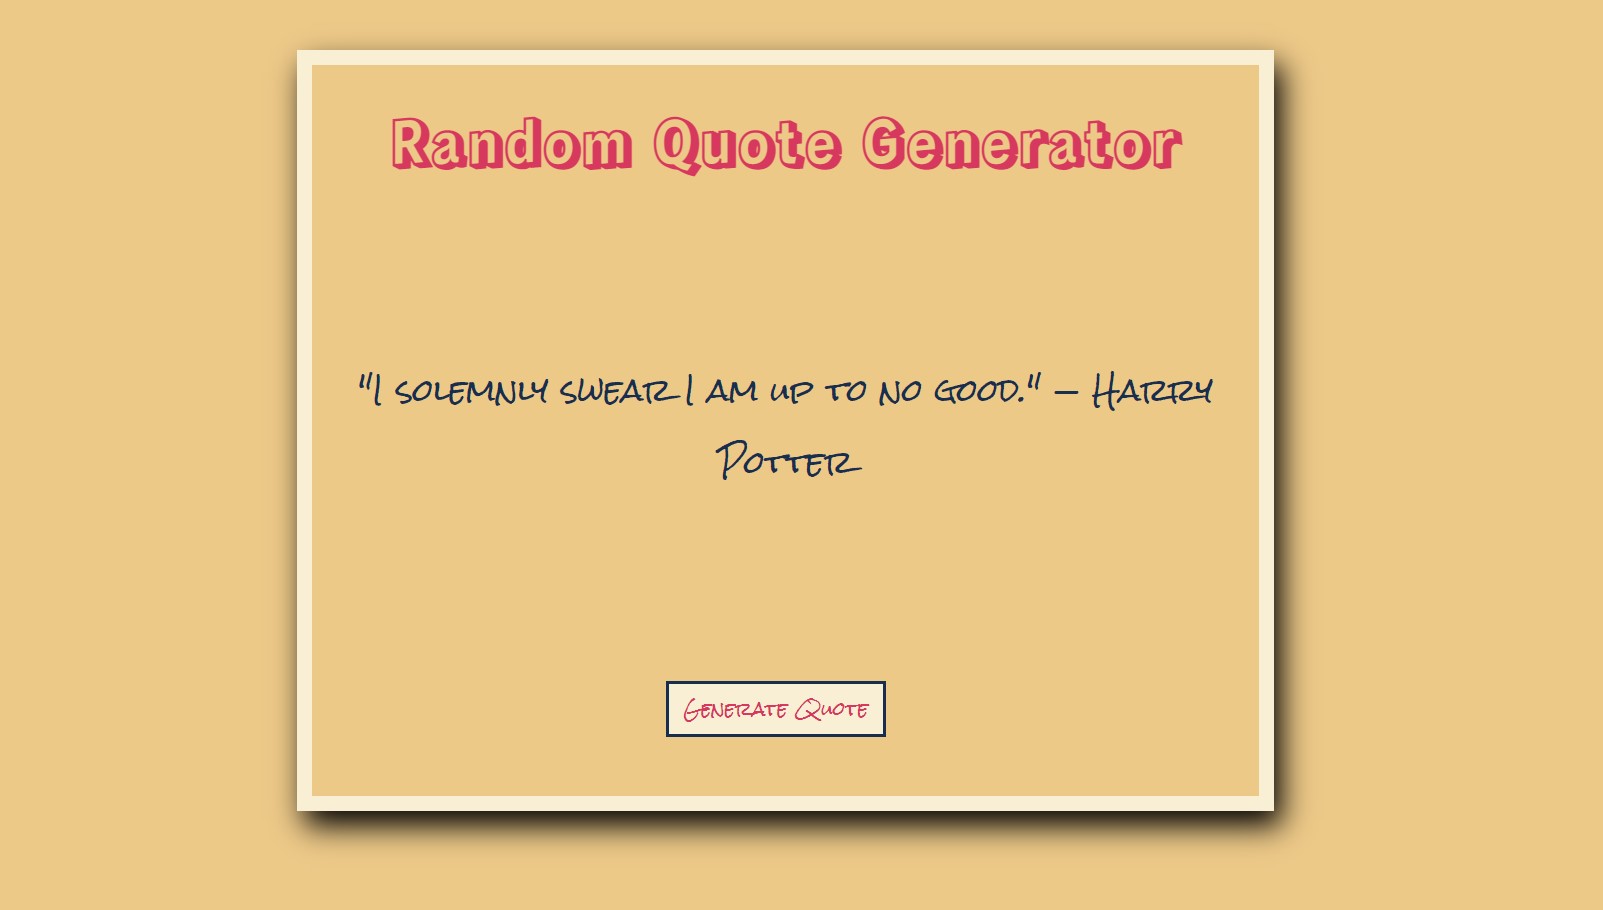 Random Quote Generator
"I solemnly swear I am up to no good." — Harry
Potter
Generate Quote